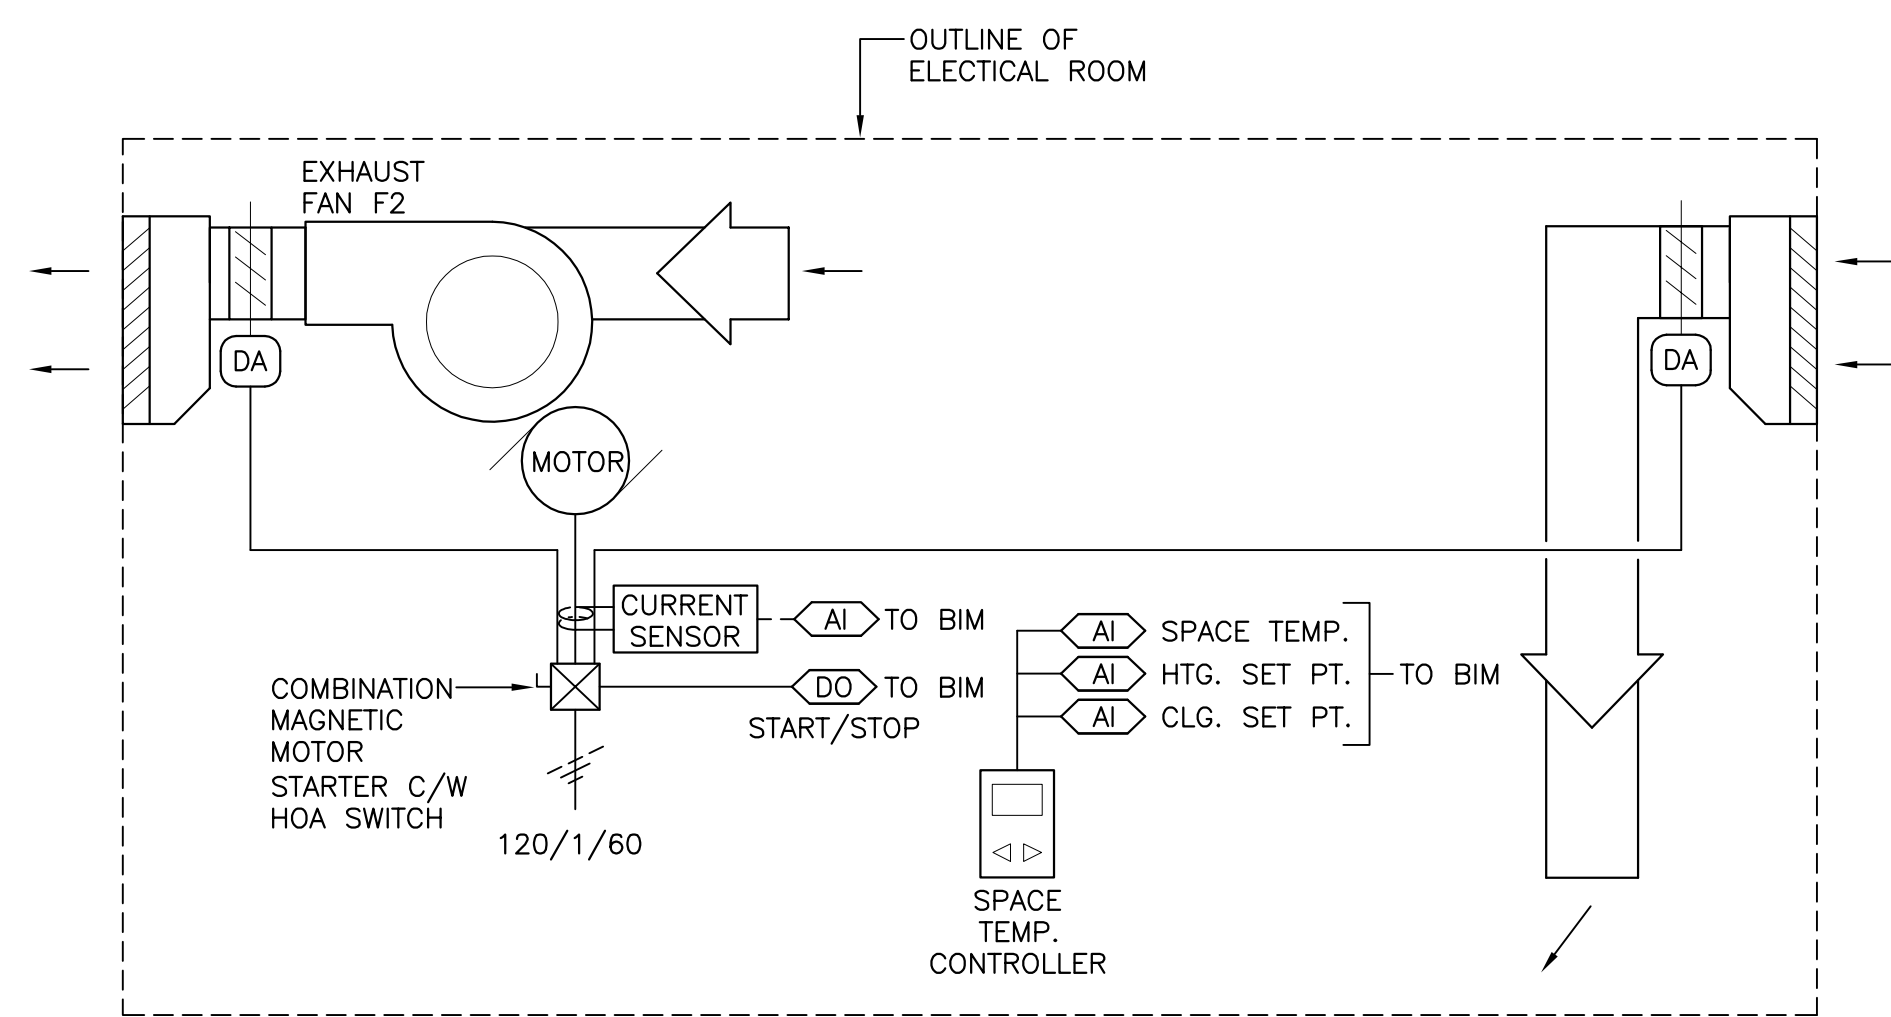 OUTLINE OF
ELECTICAL ROOM
EXHAUST
FAN F2
DA
DA
MOTOR
CURRENT
SENSOR
AI
TO BIM
COMBINATION
MAGNETIC
MOTOR
STARTER C/W
HOA SWITCH
DO
TO BIM
START/STOP
120/1/60
AI
SPACE TEMP.
AI
HTG. SET PT.
AI
CLG. SET PT.
TO BIM
SPACE
TEMP.
CONTROLLER